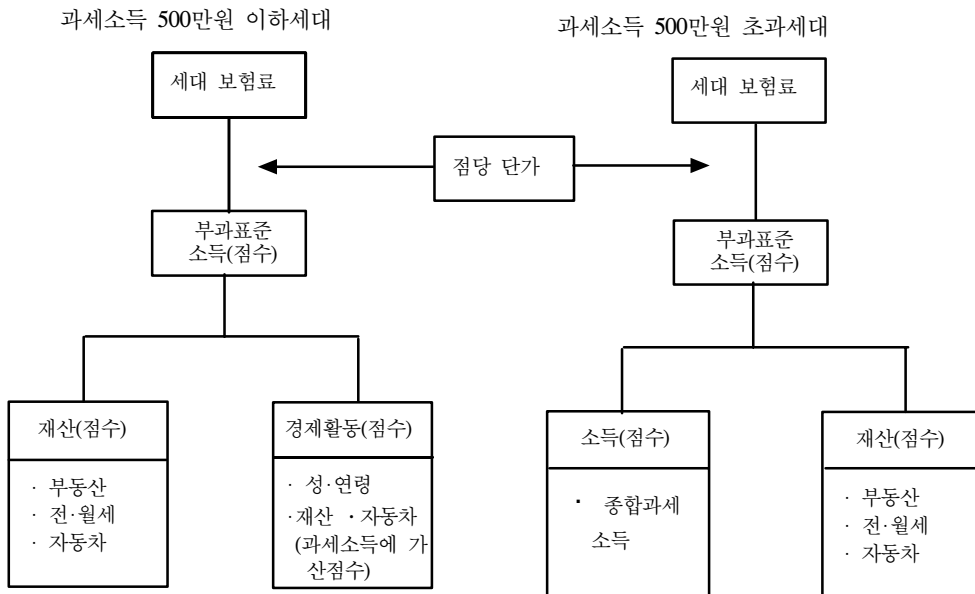 과세소득 500만원 이하세대
세대 보험료
부과표준
소득(점수)
재산(점수)
· 부동산
· 전·월세
· 자동차
경제활동(점수)
· 성·연령
·재산 ·자동차
(과세소득에 가
산점수)
점당 단가
과세소득 500만원 초과세대
세대 보험료
부과표준
소득(점수)
소득(점수)
· 종합과세
소득
재산(점수)
· 부동산
· 전·월세
· 자동차